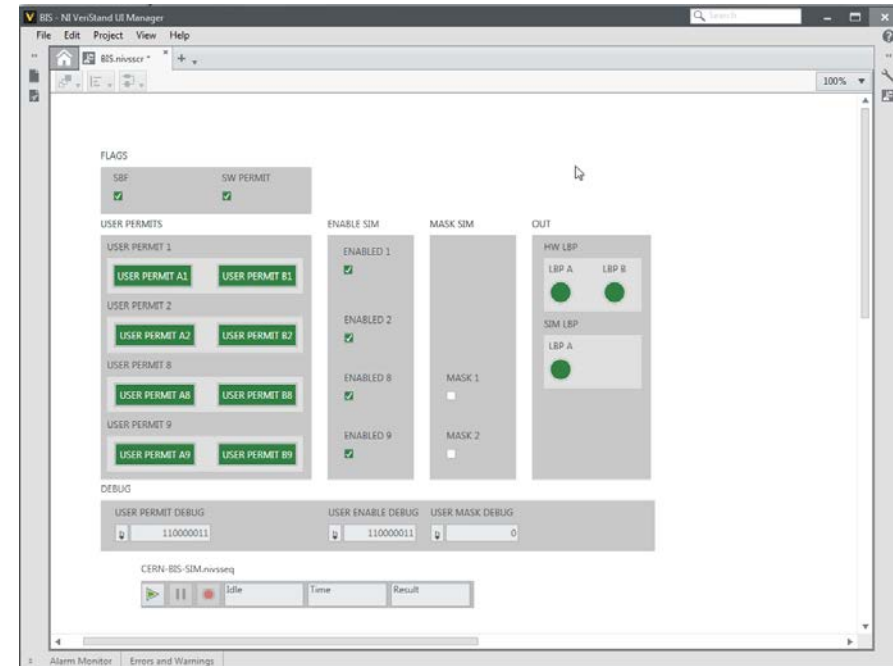 BIS - NI VeriStand UI Manager
Search
File Edit Project View Help
BIS.nivsscr *
100%
FLAGS
SBF SW PERMIT
USER PERMITS ENABLE SIM MASK SIM OUT
USER PERMIT 1 ENABLED 1 HW LBP
USER PERMIT A1 USER PERMIT B1 LBP A LBP B
USER PERMIT 2 ENABLED 2 SIM LBP
USER PERMIT A2 USER PERMIT B2 LBP A
USER PERMIT 8 ENABLED 8 MASK 1
USER PERMIT A8 USER PERMIT B8
USER PERMIT 9 ENABLED 9 MASK 2
USER PERMIT A9 USER PERMIT B9
DEBUG
USER PERMIT DEBUG USER ENABLE DEBUG USER MASK DEBUG
110000011 110000011 0
CERN-BIS-SIM.nivsseq
Idle Time Result
Alarm Monitor Errors and Warnings